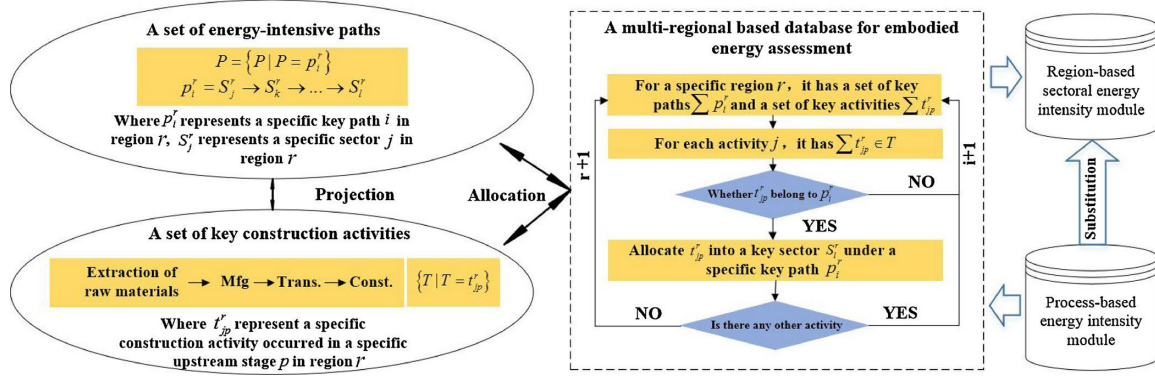 A set of energy-intensive paths
P = {P | P = p_i^r}
p_i^r = S_j^r → S_k^r → ... → S_l^r
Where p_i^r represents a specific key path i in
region r, S_j^r represents a specific sector j in
region r
Projection
Allocation
A set of key construction activities
Extraction of
raw materials → Mfg → Trans. → Const.
{T | T = t_jp^r}
Where t_jp^r represent a specific
construction activity occurred in a specific
upstream stage p in region r
A multi-regional based database for embodied
energy assessment
For a specific region r, it has a set of key
paths ∑ p_i^r and a set of key activities ∑ t_jp^r
For each activity j, it has ∑ t_jp^r ∈ T
Whether t_jp^r belong to p_i^r
NO
YES
Allocate t_jp^r into a key sector S_i^r under a
specific key path p_i^r
Is there any other activity
NO
YES
r+1
i+1
Region-based
sectoral energy
intensity module
Substitution
Process-based
energy intensity
module